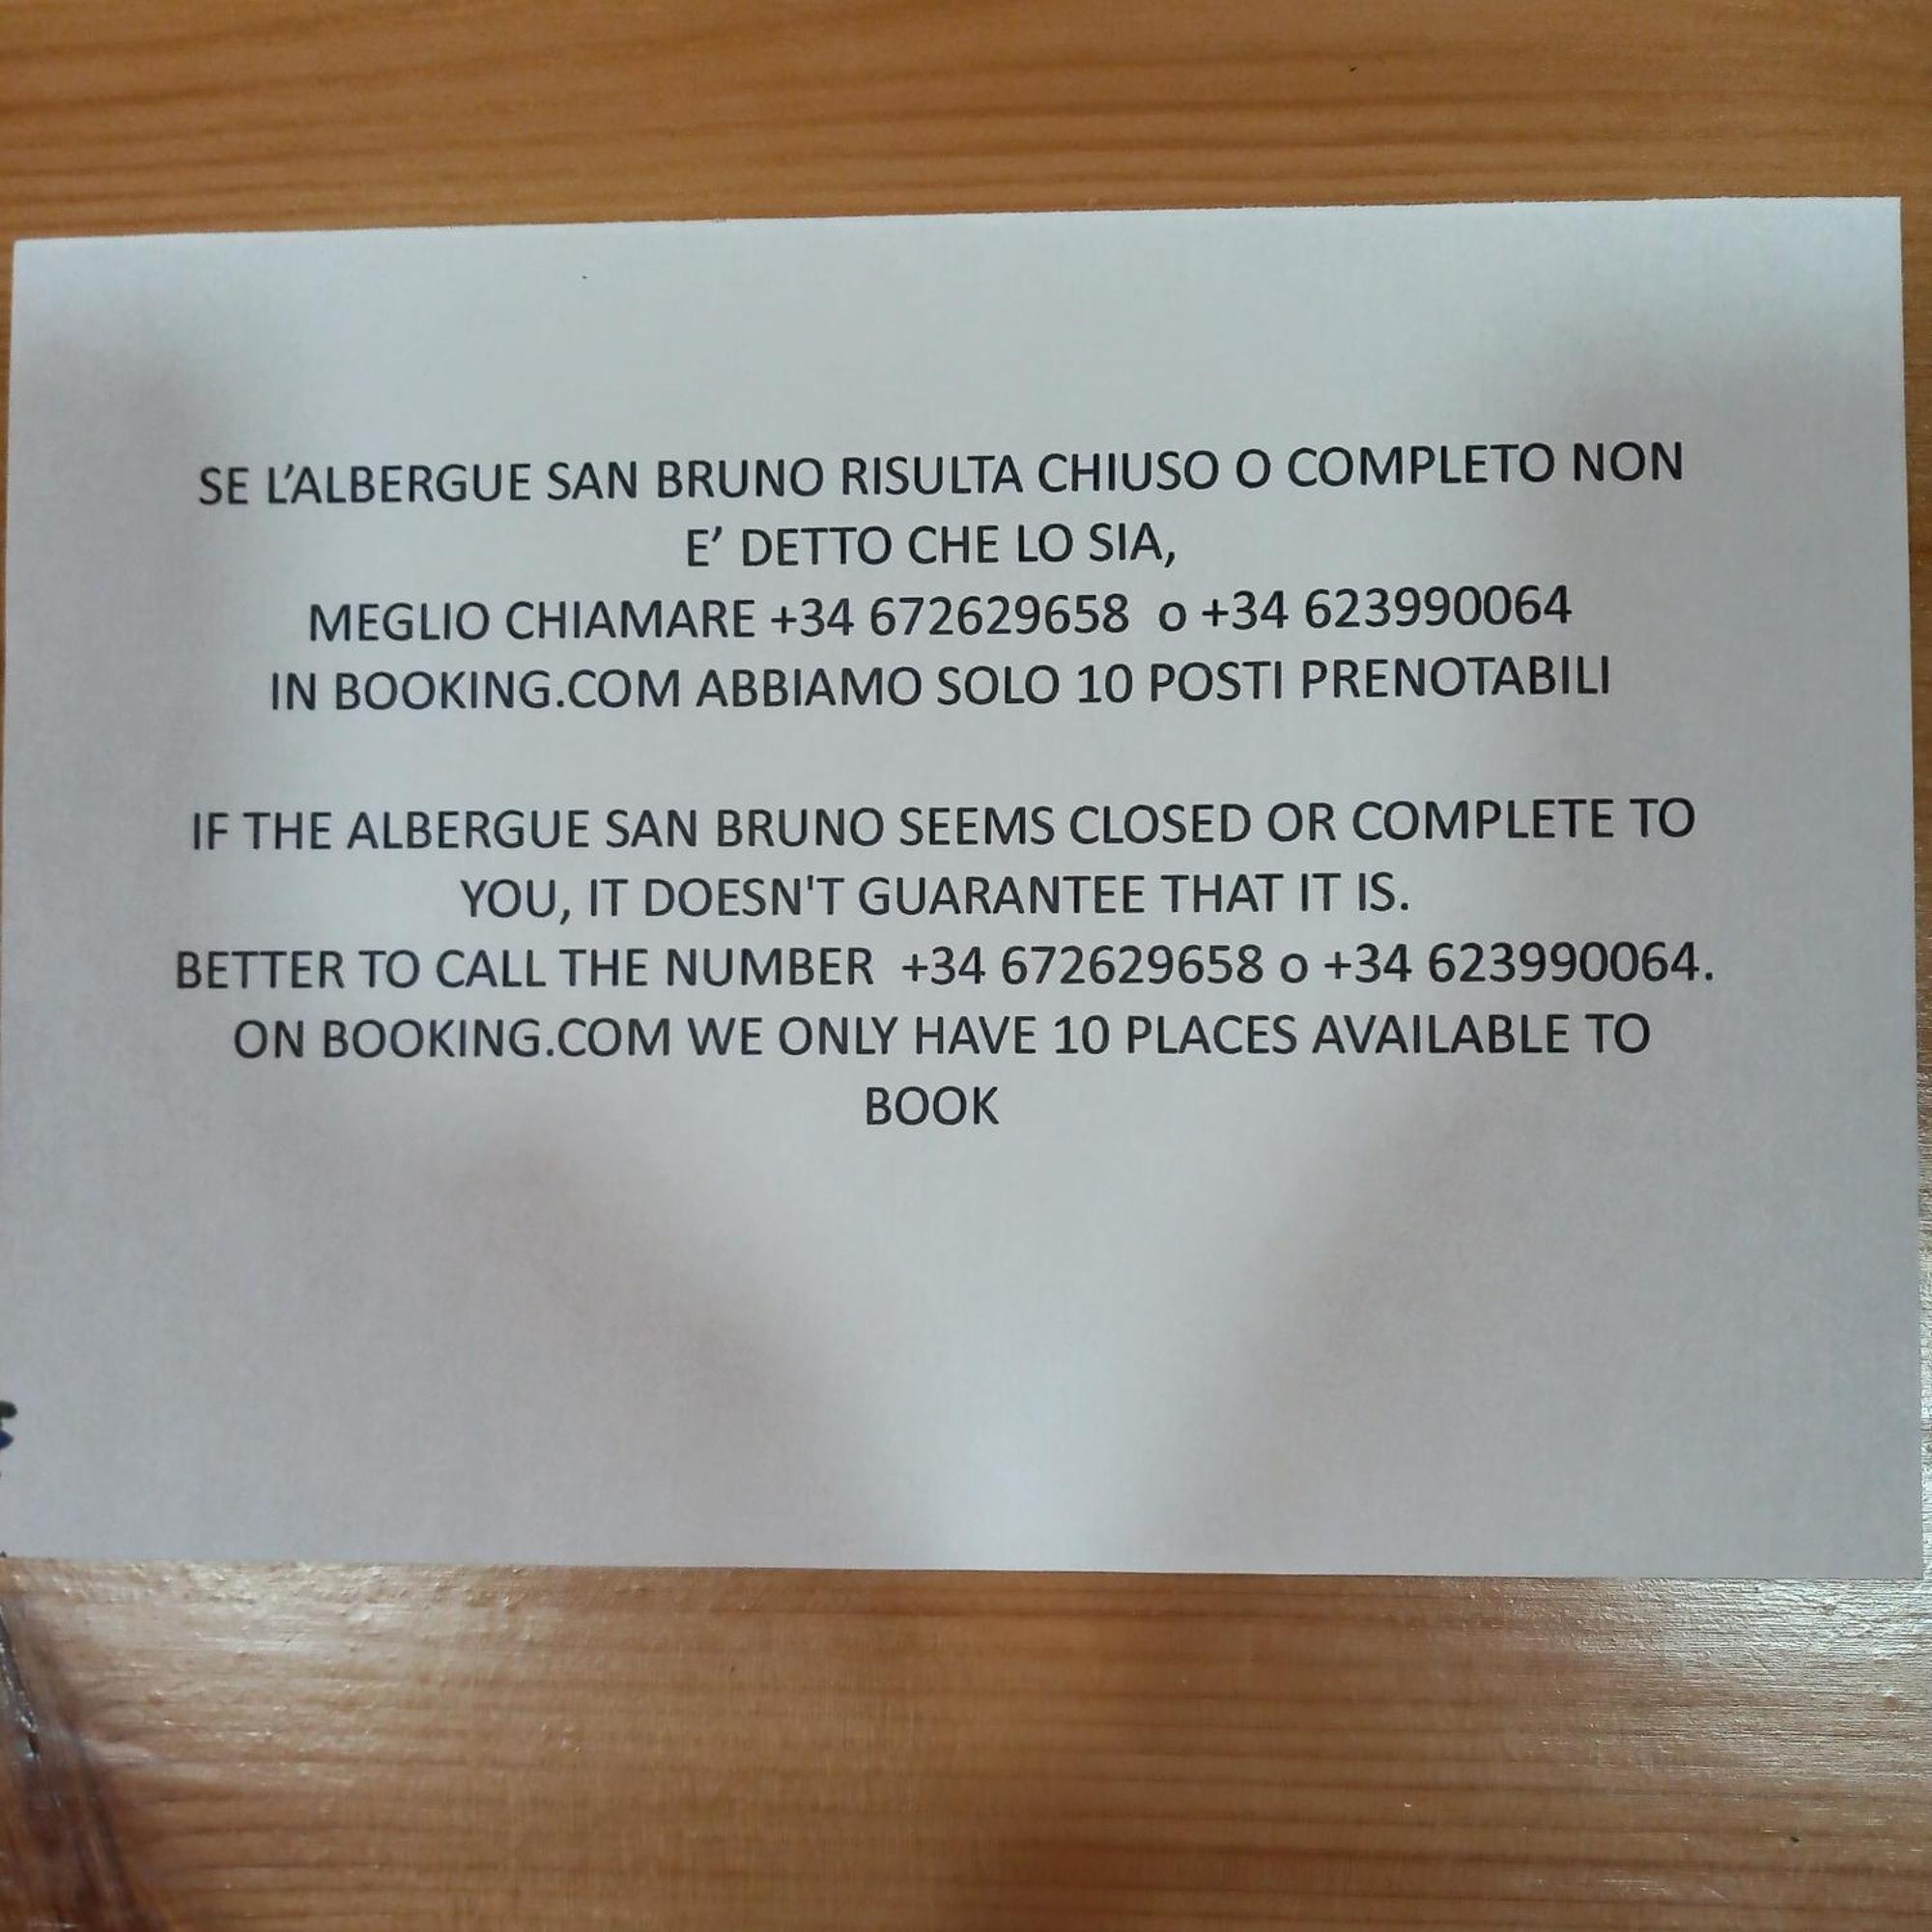 SE L’ALBERGUE SAN BRUNO RISULTA CHIUSO O COMPLETO NON
E’ DETTO CHE LO SIA,
MEGLIO CHIAMARE +34 672629658 o +34 623990064
IN BOOKING.COM ABBIAMO SOLO 10 POSTI PRENOTABILI
IF THE ALBERGUE SAN BRUNO SEEMS CLOSED OR COMPLETE TO
YOU, IT DOESN'T GUARANTEE THAT IT IS.
BETTER TO CALL THE NUMBER +34 672629658 o +34 623990064.
ON BOOKING.COM WE ONLY HAVE 10 PLACES AVAILABLE TO
BOOK